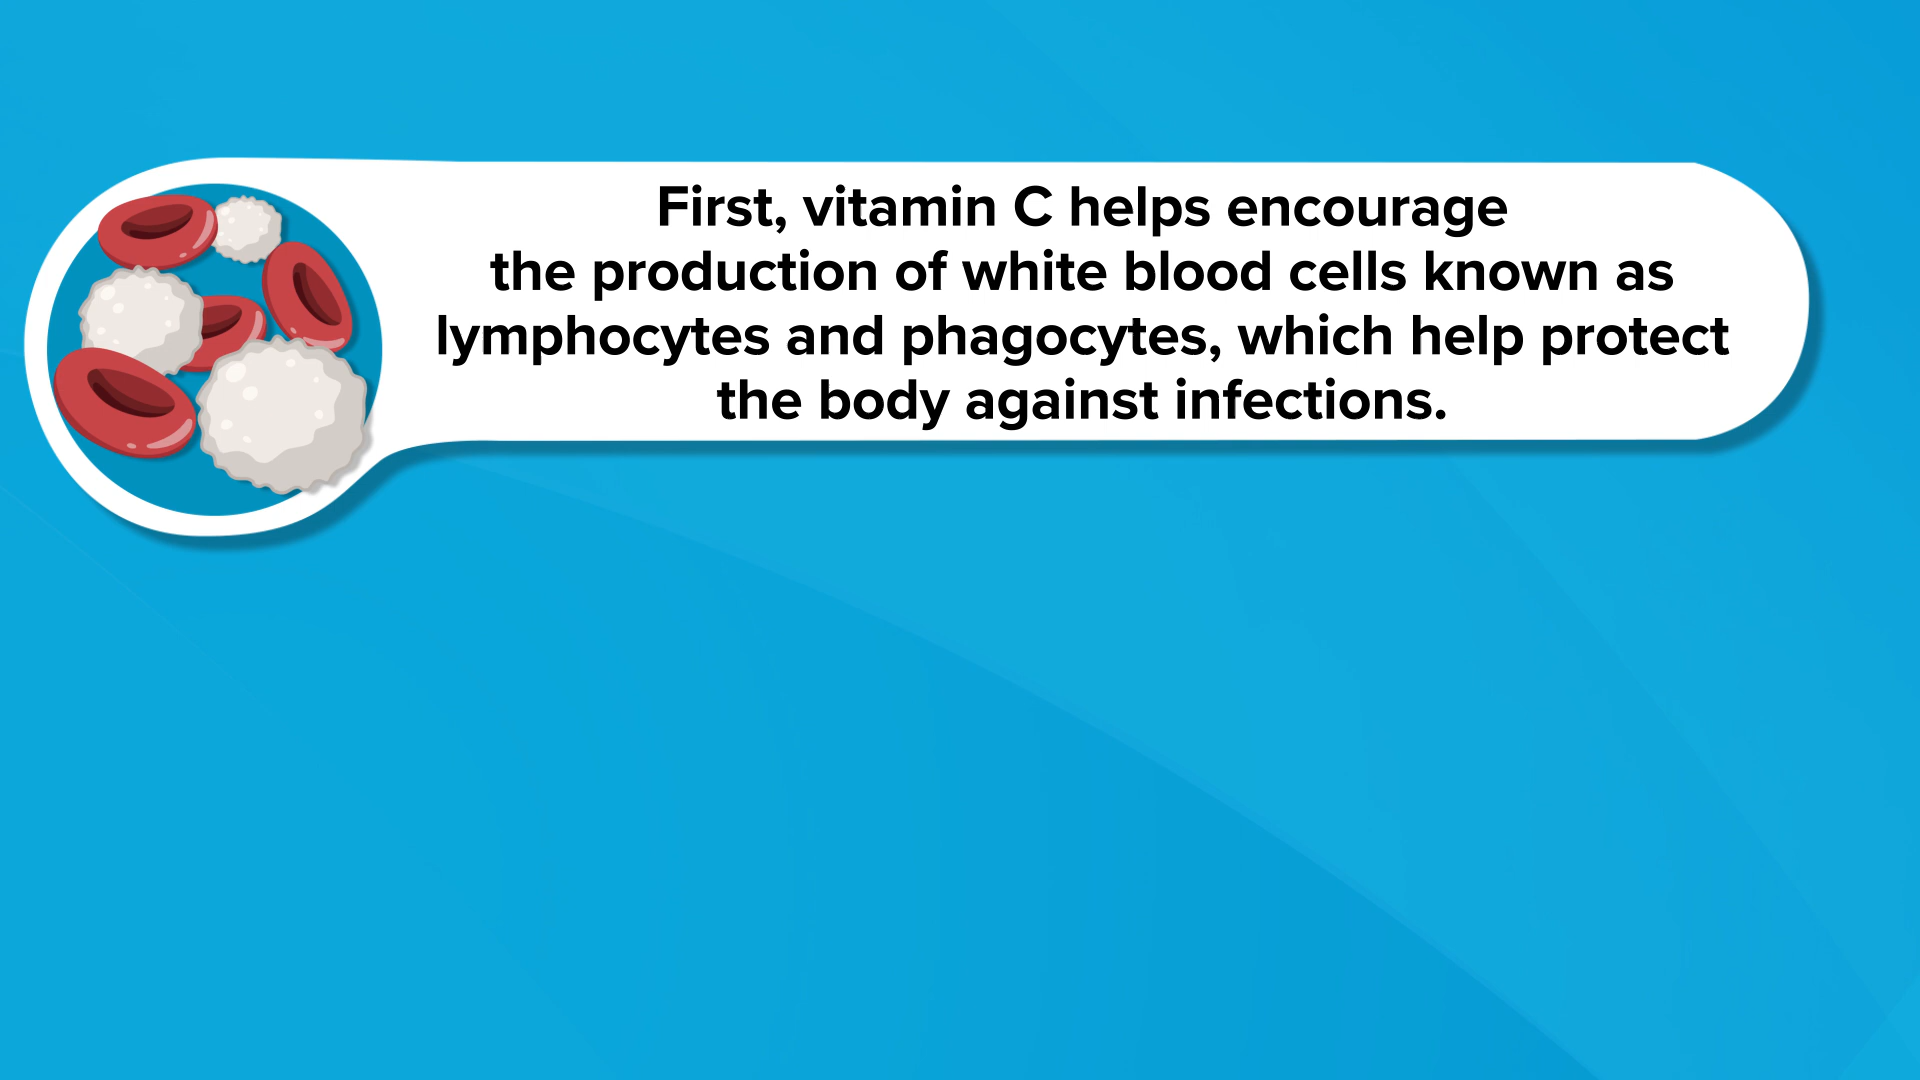 First, vitamin C helps encourage
the production of white blood cells known as
lymphocytes and phagocytes, which help protect
the body against infections.